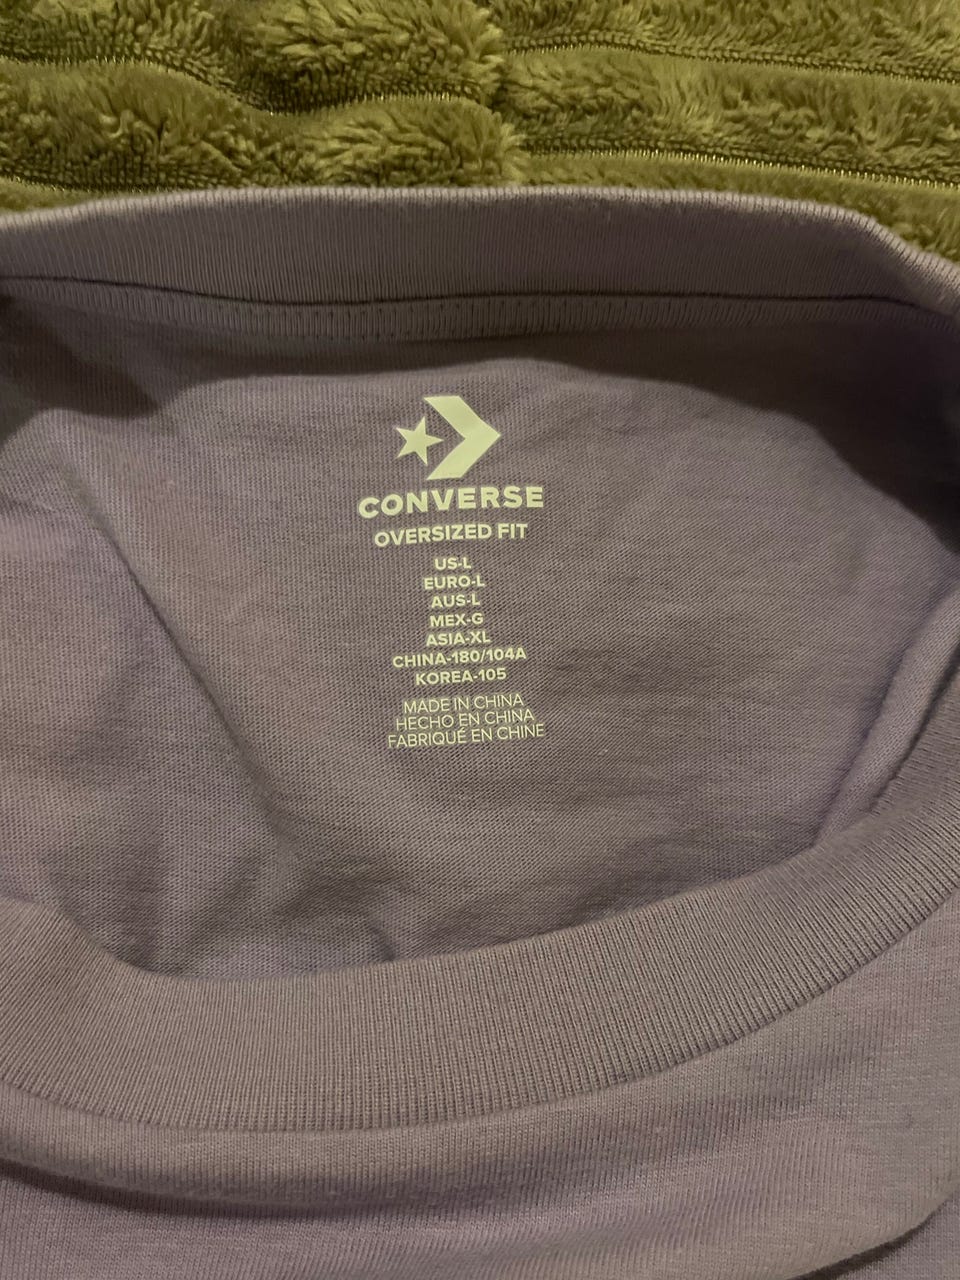 CONVERSE
OVERSIZED FIT
US-L
EURO-L
AUS-L
MEX-G
ASIA-XL
CHINA-180/104A
KOREA-105
MADE IN CHINA
HECHO EN CHINA
FABRIQUÉ EN CHINE